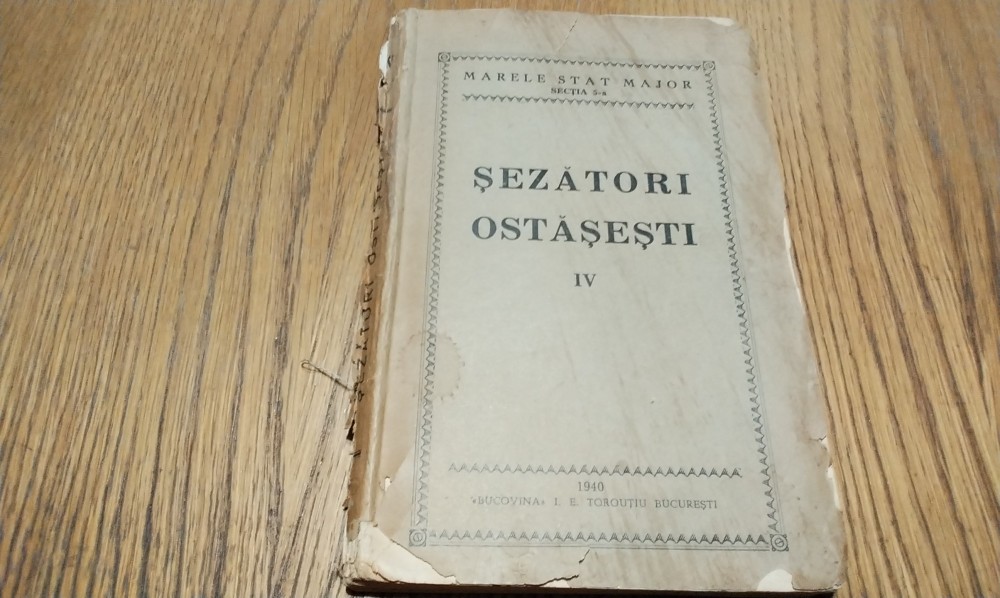 MARELE STAT MAJOR
SECȚIA 5-a
ȘEZĂTORI
OSTĂȘEȘTI
IV
1940
«BUCOVINA» I. E. TOROUȚIU BUCUREȘTI